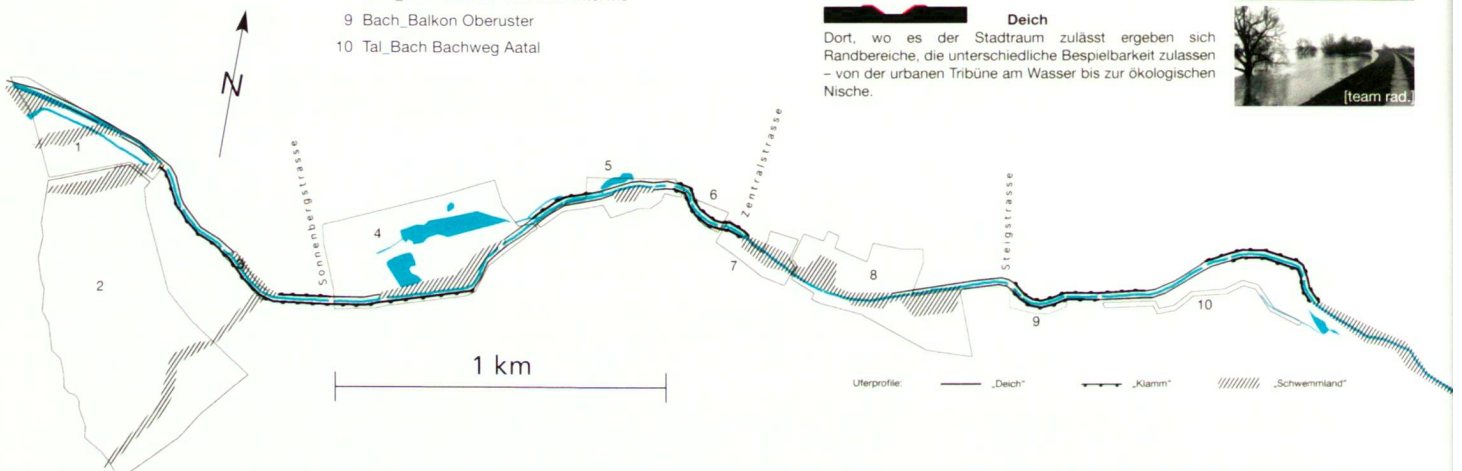 9 Bach_Balkon Oberuster
10 Tal_Bach Bachweg Aatal
Deich
Dort, wo es der Stadtraum zulässt ergeben sich
Randbereiche, die unterschiedliche Bespielbarkeit zulassen
– von der urbanen Tribüne am Wasser bis zur ökologischen
Nische.
[team rad.]
N
Sonnenbergstrasse
Zentralstrasse
Steigstrasse
1
2
4
5
6
7
8
9
10
1 km
Uferprofile:
„Deich"
„Klamm"
„Schwemmland"